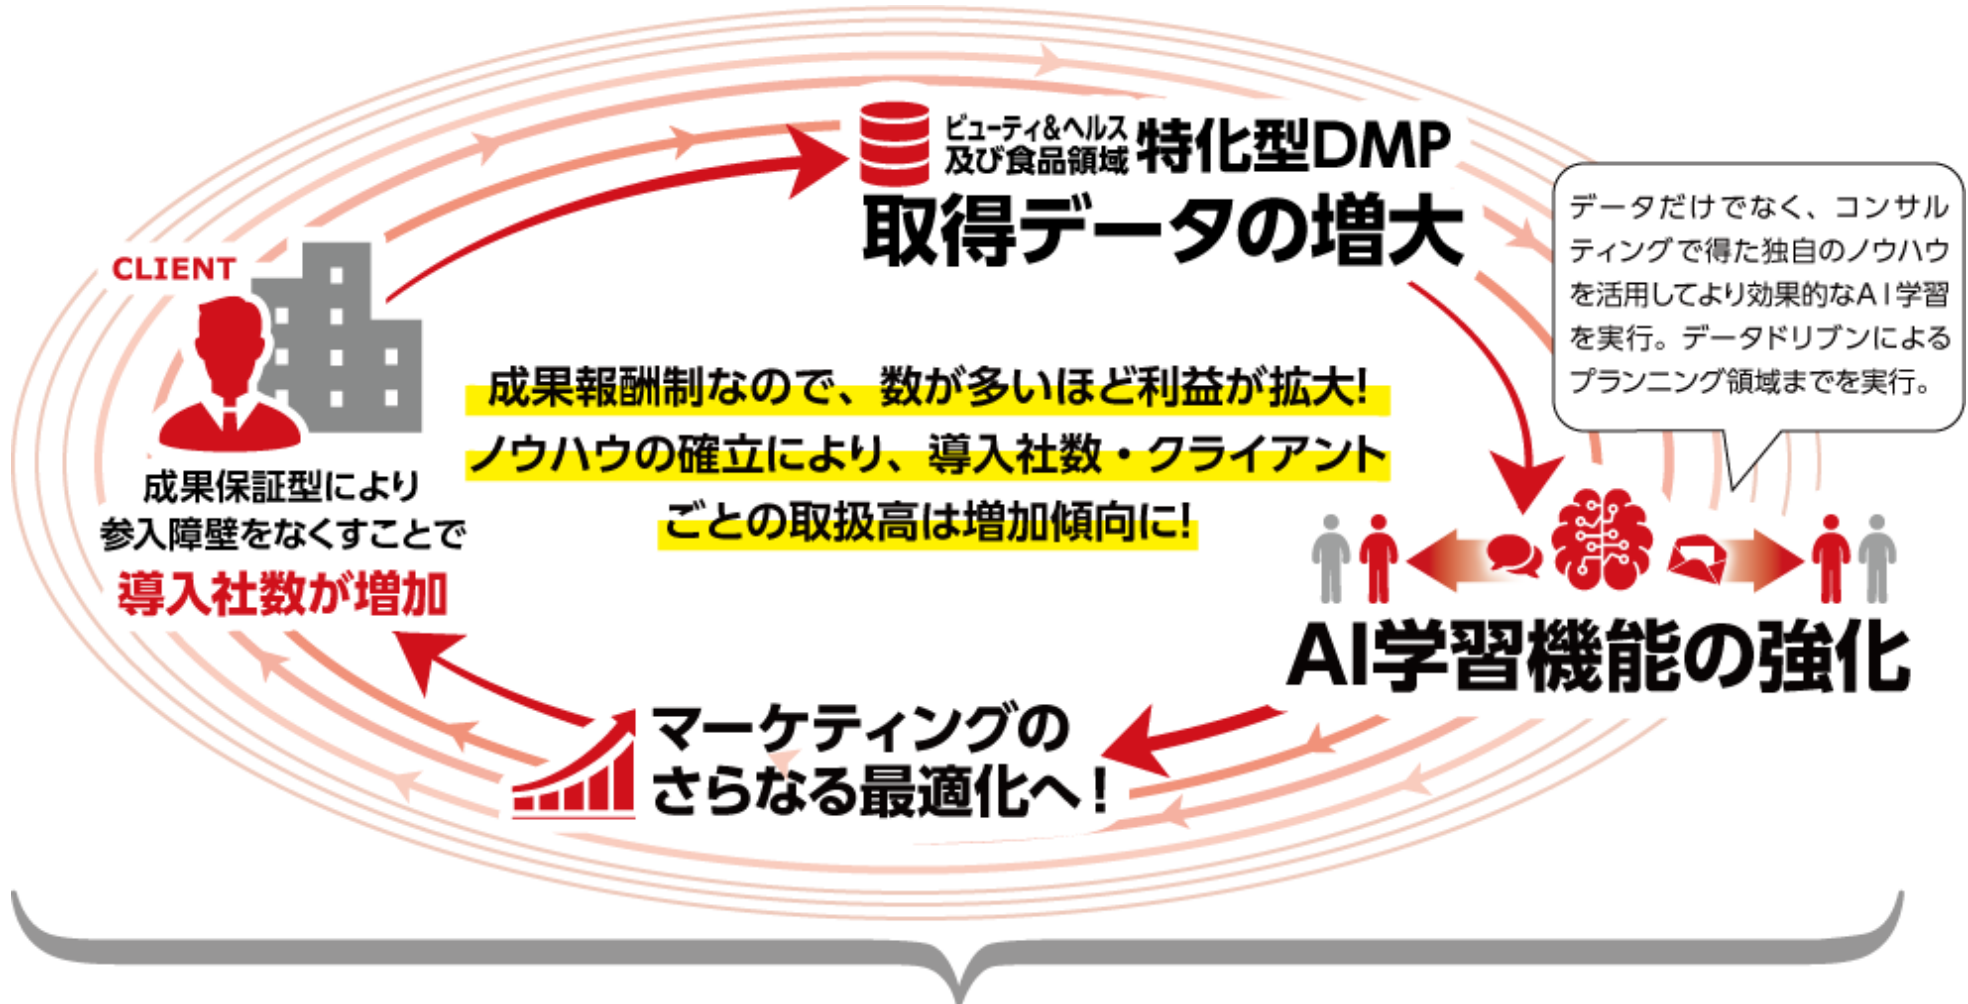 ビューティ&ヘルス
及び食品領域 特化型DMP
取得データの増大
データだけでなく、コンサル
ティングで得た独自のノウハウ
を活用してより効果的なAI学習
を実行。データドリブンによる
プランニング領域までを実行。
CLIENT
成果保証型により
参入障壁をなくすことで
導入社数が増加
成果報酬制なので、数が多いほど利益が拡大!
ノウハウの確立により、導入社数・クライアント
ごとの取扱高は増加傾向に!
AI学習機能の強化
マーケティングの
さらなる最適化へ!